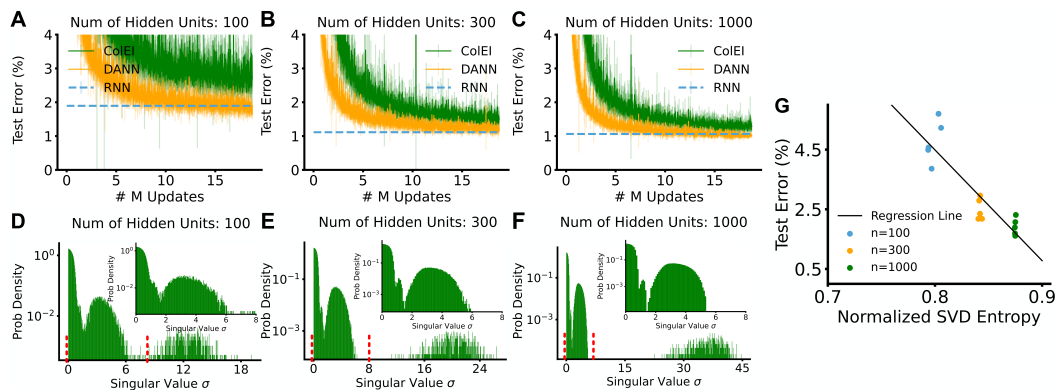 A
Num of Hidden Units: 100
Test Error (%)
4
3
2
1
0
ColEI
DANN
RNN
0
5
10
15
# M Updates
B
Num of Hidden Units: 300
Test Error (%)
4
3
2
1
0
ColEI
DANN
RNN
0
5
10
15
# M Updates
C
Num of Hidden Units: 1000
Test Error (%)
4
3
2
1
0
ColEI
DANN
RNN
0
5
10
15
# M Updates
D
Num of Hidden Units: 100
Prob Density
10⁰
10⁻²
0
6
12
18
Singular Value σ
Prob Density
10⁰
10⁻²
0
2
4
6
8
Singular Value σ
E
Num of Hidden Units: 300
Prob Density
10⁻¹
10⁻³
0
8
16
24
Singular Value σ
Prob Density
10⁻¹
10⁻³
0
2
4
6
8
Singular Value σ
F
Num of Hidden Units: 1000
Prob Density
10⁻¹
10⁻³
0
15
30
45
Singular Value σ
Prob Density
10⁻¹
10⁻³
0
2
4
6
8
Singular Value σ
G
Test Error (%)
4.5
2.5
0.5
Regression Line
n=100
n=300
n=1000
0.7
0.8
0.9
Normalized SVD Entropy